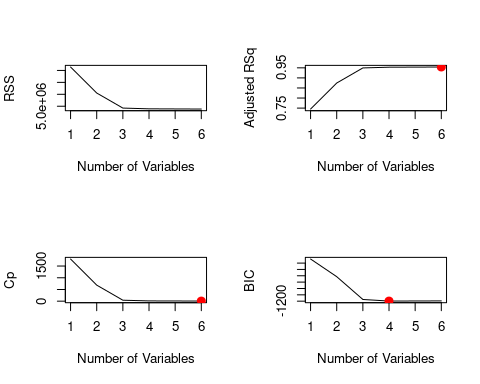 RSS
5.0e+06
1 2 3 4 5 6
Number of Variables
Adjusted RSq
0.75 0.95
1 2 3 4 5 6
Number of Variables
Cp
0 1500
1 2 3 4 5 6
Number of Variables
BIC
-1200
1 2 3 4 5 6
Number of Variables